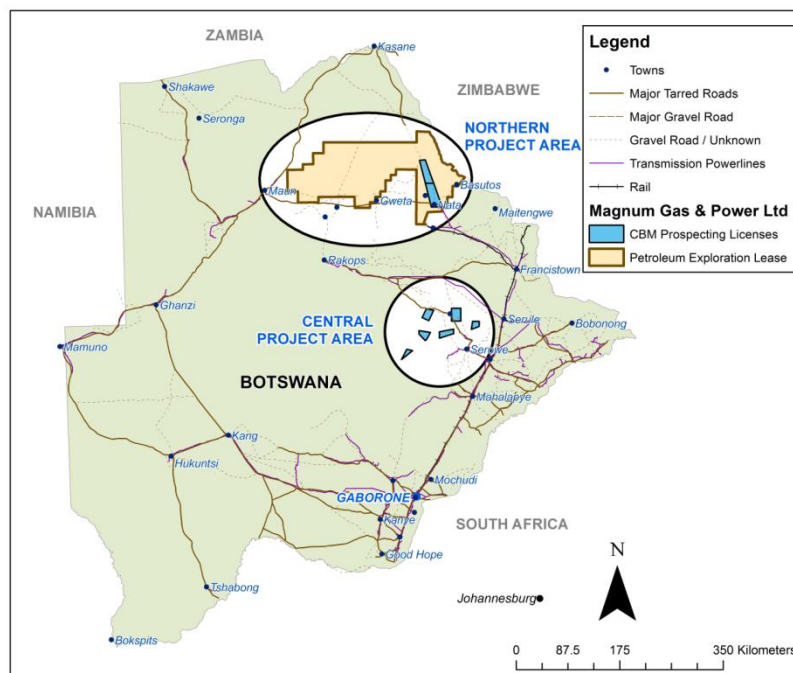 ZAMBIA
Kasane
Shakawe
Seronga
ZIMBABWE
NORTHERN
PROJECT AREA
NAMIBIA
Maun
Gweta
Nata
Basutos
Maitengwe
Rakops
Francistown
Ghanzi
CENTRAL
PROJECT AREA
Serule
Bobonong
Mamuno
Serowe
BOTSWANA
Mahalapye
Kang
Hukuntsi
Mochudi
GABORONE
Kanye
SOUTH AFRICA
Good Hope
Tshabong
Johannesburg
Bokspits
Legend
Towns
Major Tarred Roads
Major Gravel Road
Gravel Road / Unknown
Transmission Powerlines
Rail
Magnum Gas & Power Ltd
CBM Prospecting Licenses
Petroleum Exploration Lease
N
0 87.5 175 350 Kilometers